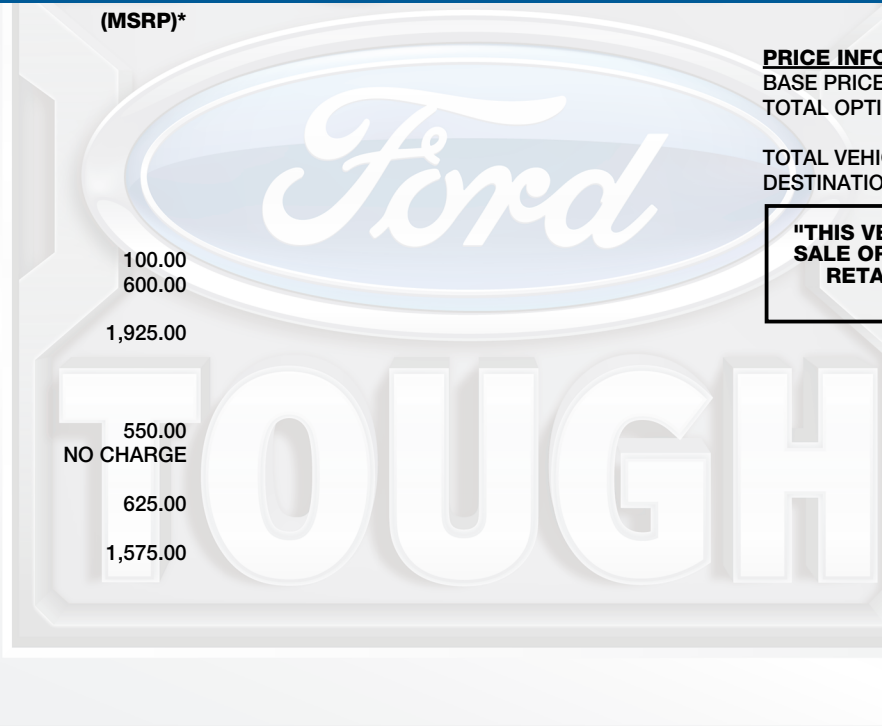 (MSRP)*
100.00
600.00
1,925.00
550.00
NO CHARGE
625.00
1,575.00
PRICE INFO
BASE PRICE
TOTAL OPTI
TOTAL VEHIC
DESTINATIO
"THIS VE
SALE OF
RETA
Ford
TOUGH